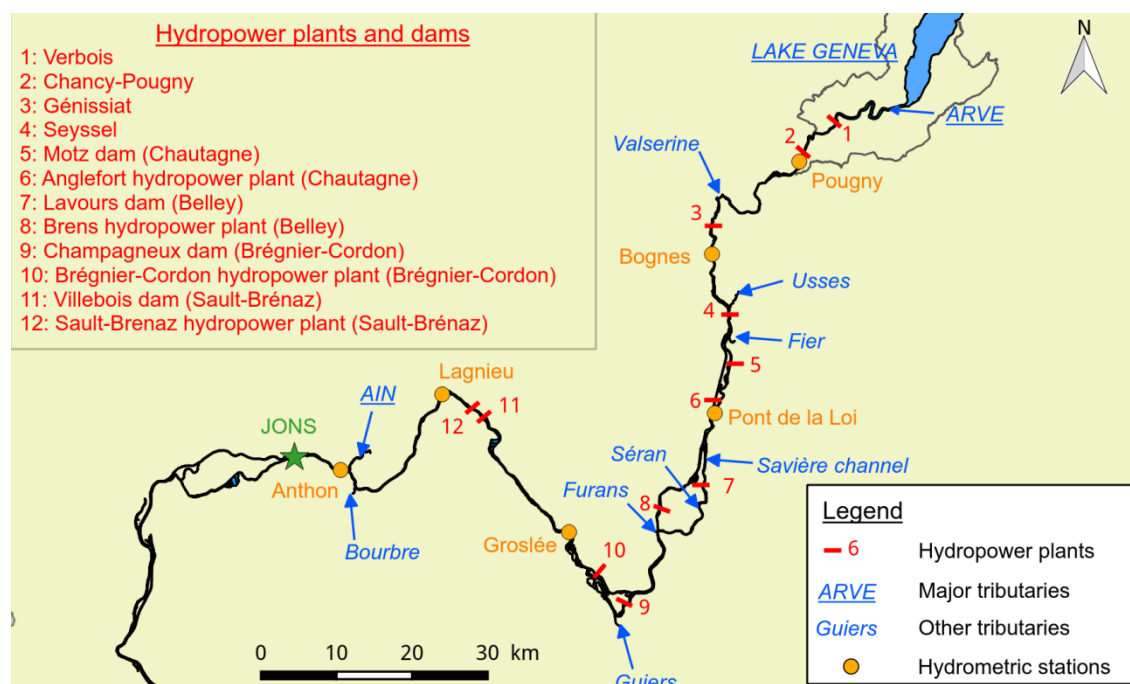 Hydropower plants and dams
1: Verbois
2: Chancy-Pougny
3: Génissiat
4: Seyssel
5: Motz dam (Chautagne)
6: Anglefort hydropower plant (Chautagne)
7: Lavours dam (Belley)
8: Brens hydropower plant (Belley)
9: Champagneux dam (Brégnier-Cordon)
10: Brégnier-Cordon hydropower plant (Brégnier-Cordon)
11: Villebois dam (Sault-Brénaz)
12: Sault-Brenaz hydropower plant (Sault-Brénaz)
LAKE GENEVA
N
ARVE
1
2
Valserine
Pougny
3
Bognes
Usses
4
Fier
5
6
Pont de la Loi
Lagnieu
AIN
11
12
JONS
Anthon
Bourbre
Séran
Savière channel
Furans
7
8
Groslée
10
9
Guiers
0 10 20 30 km
Legend
6 Hydropower plants
ARVE Major tributaries
Guiers Other tributaries
Hydrometric stations